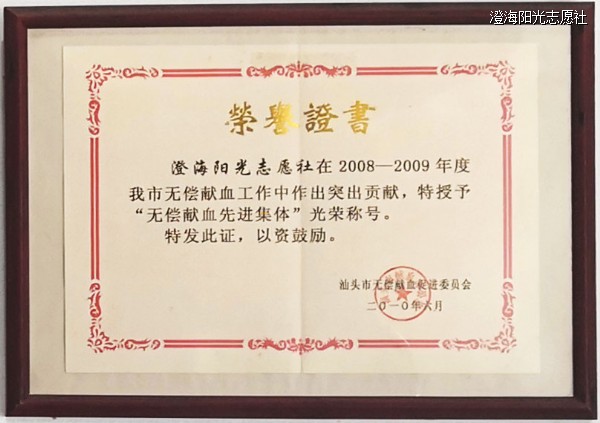 澄海阳光志愿社
榮譽證書
澄海阳光志愿社在2008—2009年度
我市无偿献血工作中作出突出贡献，特授予
“无偿献血先进集体”光荣称号。
特发此证，以资鼓励。
汕头市无偿献血促进委员会
二0一0年六月